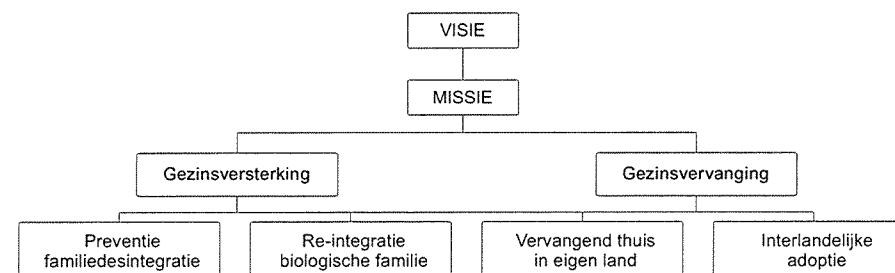 VISIE
MISSIE
Gezinsversterking
Gezinsvervanging
Preventie
familiedesintegratie
Re-integratie
biologische familie
Vervangend thuis
in eigen land
Interlandelijke
adoptie